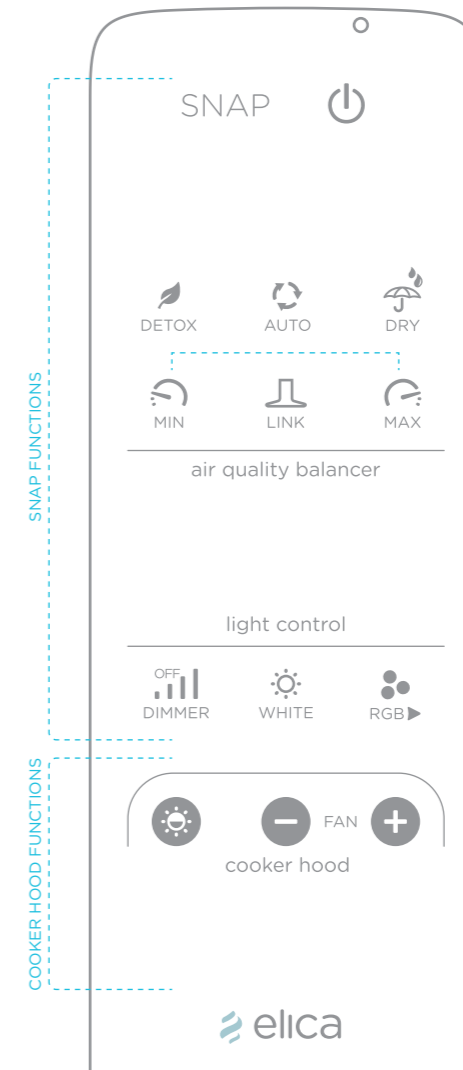 SNAP
DETOX AUTO DRY
MIN LINK MAX
air quality balancer
SNAP FUNCTIONS
light control
OFF
DIMMER WHITE RGB
COOKER HOOD FUNCTIONS
FAN
cooker hood
elica